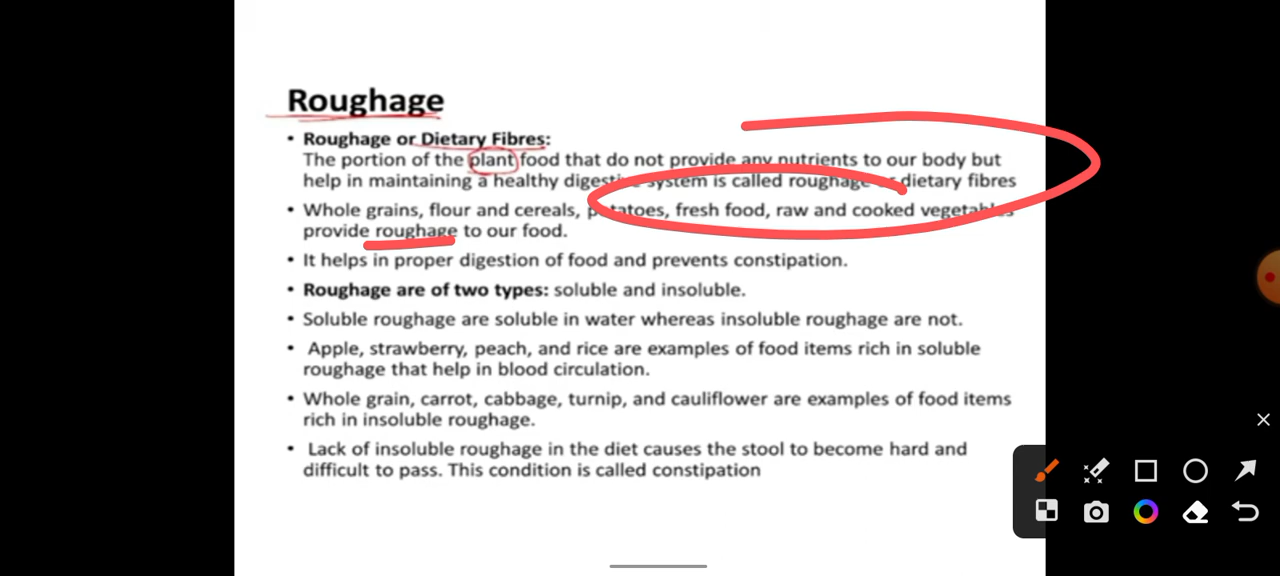 Roughage
• Roughage or Dietary Fibres:
The portion of the plant food that do not provide any nutrients to our body but
help in maintaining a healthy digestive system is called roughage or dietary fibres
• Whole grains, flour and cereals, potatoes, fresh food, raw and cooked vegetables
provide roughage to our food.
• It helps in proper digestion of food and prevents constipation.
• Roughage are of two types: soluble and insoluble.
• Soluble roughage are soluble in water whereas insoluble roughage are not.
• Apple, strawberry, peach, and rice are examples of food items rich in soluble
roughage that help in blood circulation.
• Whole grain, carrot, cabbage, turnip, and cauliflower are examples of food items
rich in insoluble roughage.
• Lack of insoluble roughage in the diet causes the stool to become hard and
difficult to pass. This condition is called constipation